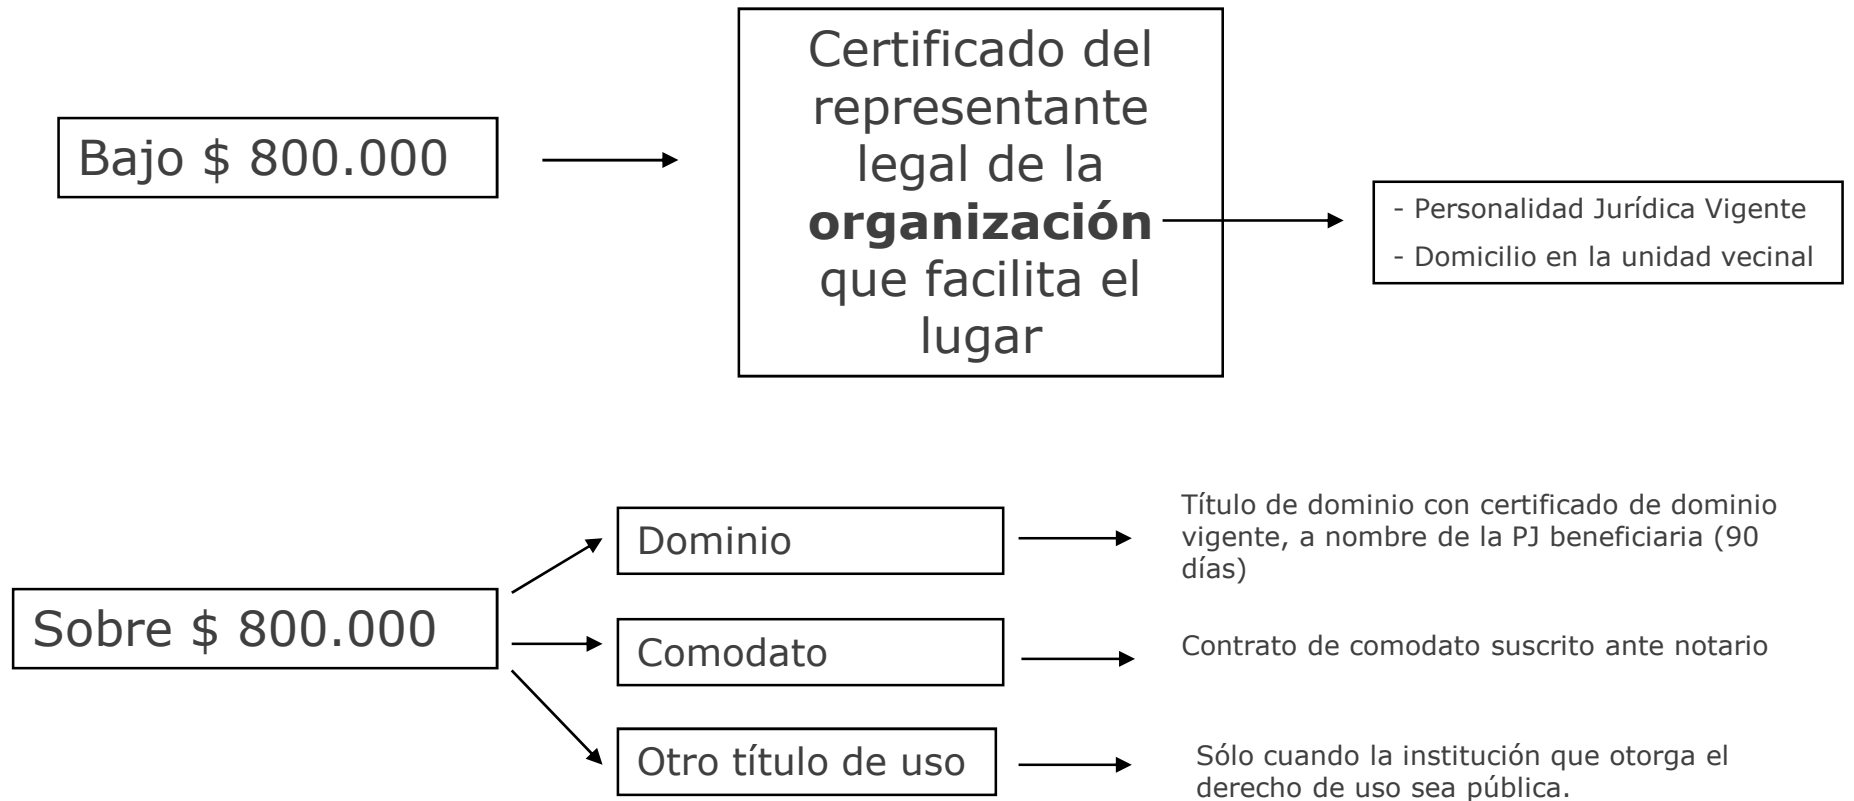 Bajo $ 800.000
Certificado del
representante
legal de la
organización
que facilita el
lugar
- Personalidad Jurídica Vigente
- Domicilio en la unidad vecinal
Sobre $ 800.000
Dominio
Título de dominio con certificado de dominio
vigente, a nombre de la PJ beneficiaria (90
días)
Comodato
Contrato de comodato suscrito ante notario
Otro título de uso
Sólo cuando la institución que otorga el
derecho de uso sea pública.